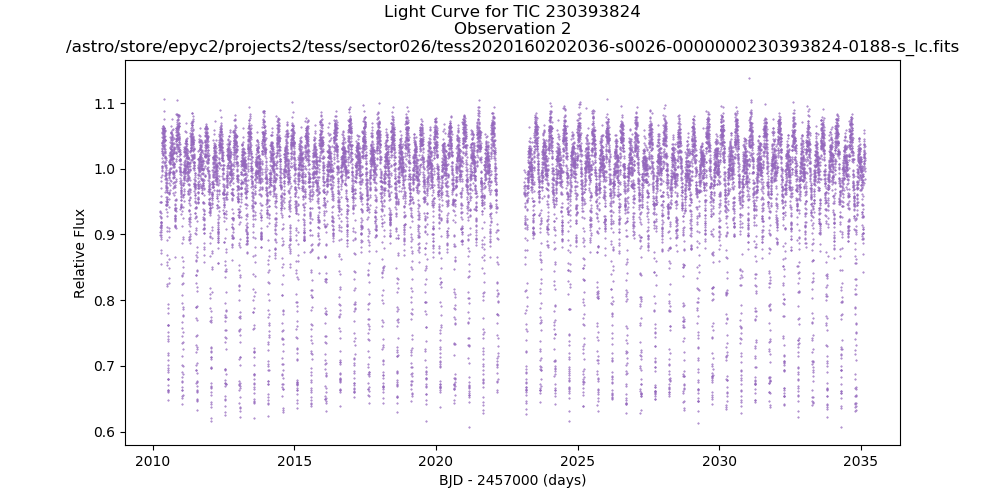 Light Curve for TIC 230393824
Observation 2
/astro/store/epyc2/projects2/tess/sector026/tess2020160202036-s0026-0000000230393824-0188-s_lc.fits
1.1
1.0
0.9
0.8
0.7
0.6
Relative Flux
2010 2015 2020 2025 2030 2035
BJD - 2457000 (days)